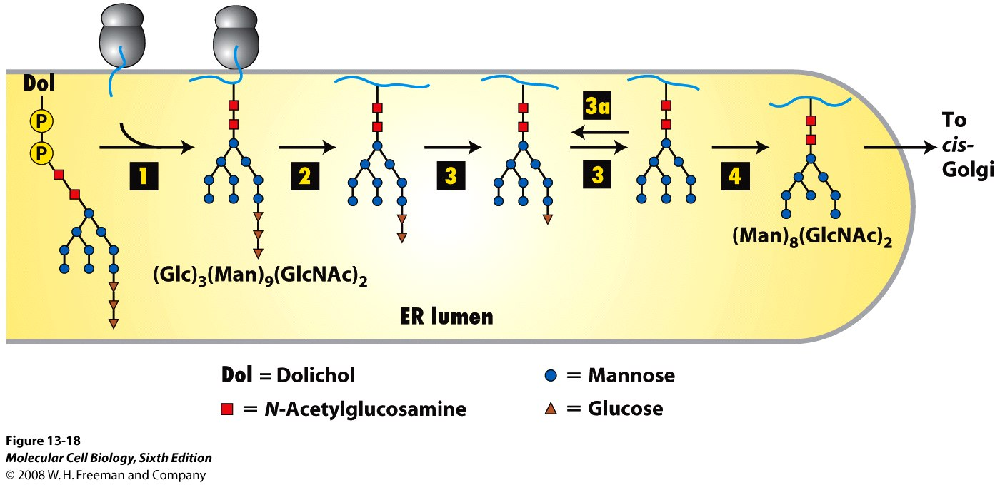 Dol
P
P
1
2
3
3a
3
4
To
cis-
Golgi
(Glc)3(Man)9(GlcNAc)2
(Man)8(GlcNAc)2
ER lumen
Dol = Dolichol
= Mannose
= N-Acetylglucosamine
= Glucose
Figure 13-18
Molecular Cell Biology, Sixth Edition
© 2008 W. H. Freeman and Company